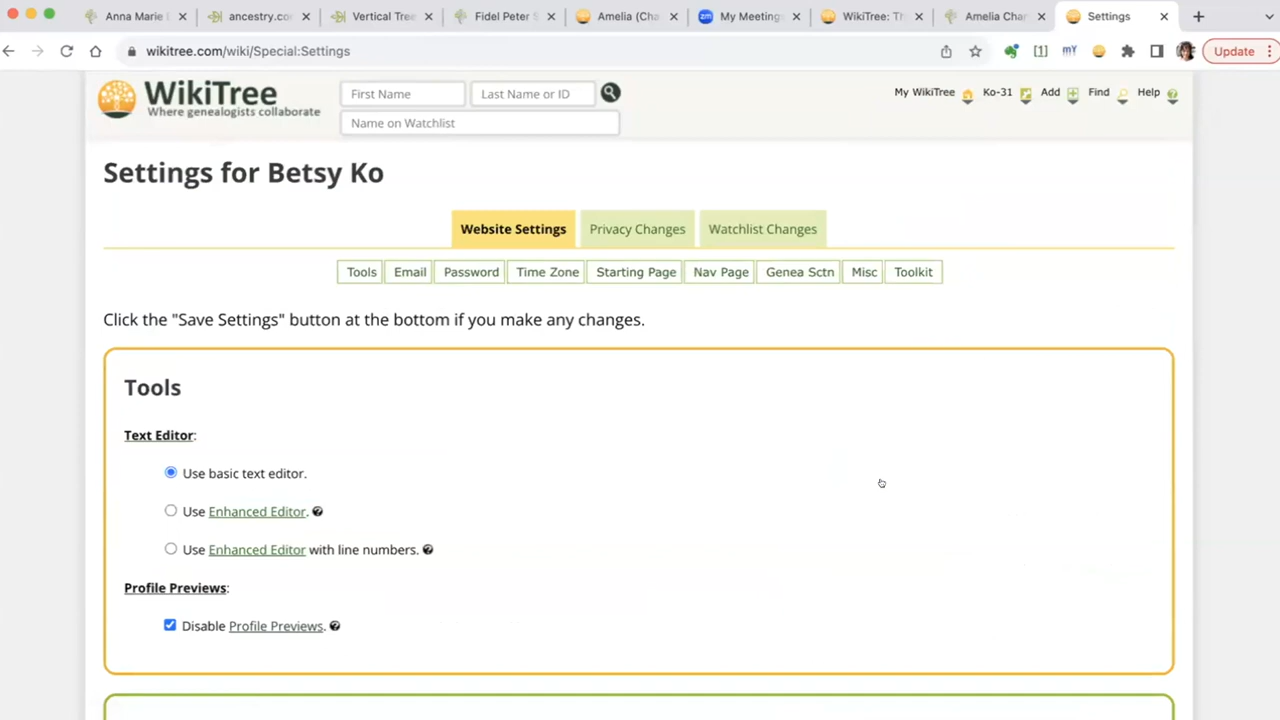 Anna Marie
ancestry.co
Vertical Tree
Fidel Peter S
Amelia (Cha
My Meeting
WikiTree: Th
Amelia Char
Settings
wikitree.com/wiki/Special:Settings
[1]
mY
Update
WikiTree
Where genealogists collaborate
First Name
Last Name or ID
Name on Watchlist
My WikiTree
Ko-31
Add
Find
Help
Settings for Betsy Ko
Website Settings
Privacy Changes
Watchlist Changes
Tools
Email
Password
Time Zone
Starting Page
Nav Page
Genea Sctn
Misc
Toolkit
Click the "Save Settings" button at the bottom if you make any changes.
Tools
Text Editor:
Use basic text editor.
Use Enhanced Editor.
Use Enhanced Editor with line numbers.
Profile Previews:
Disable Profile Previews.